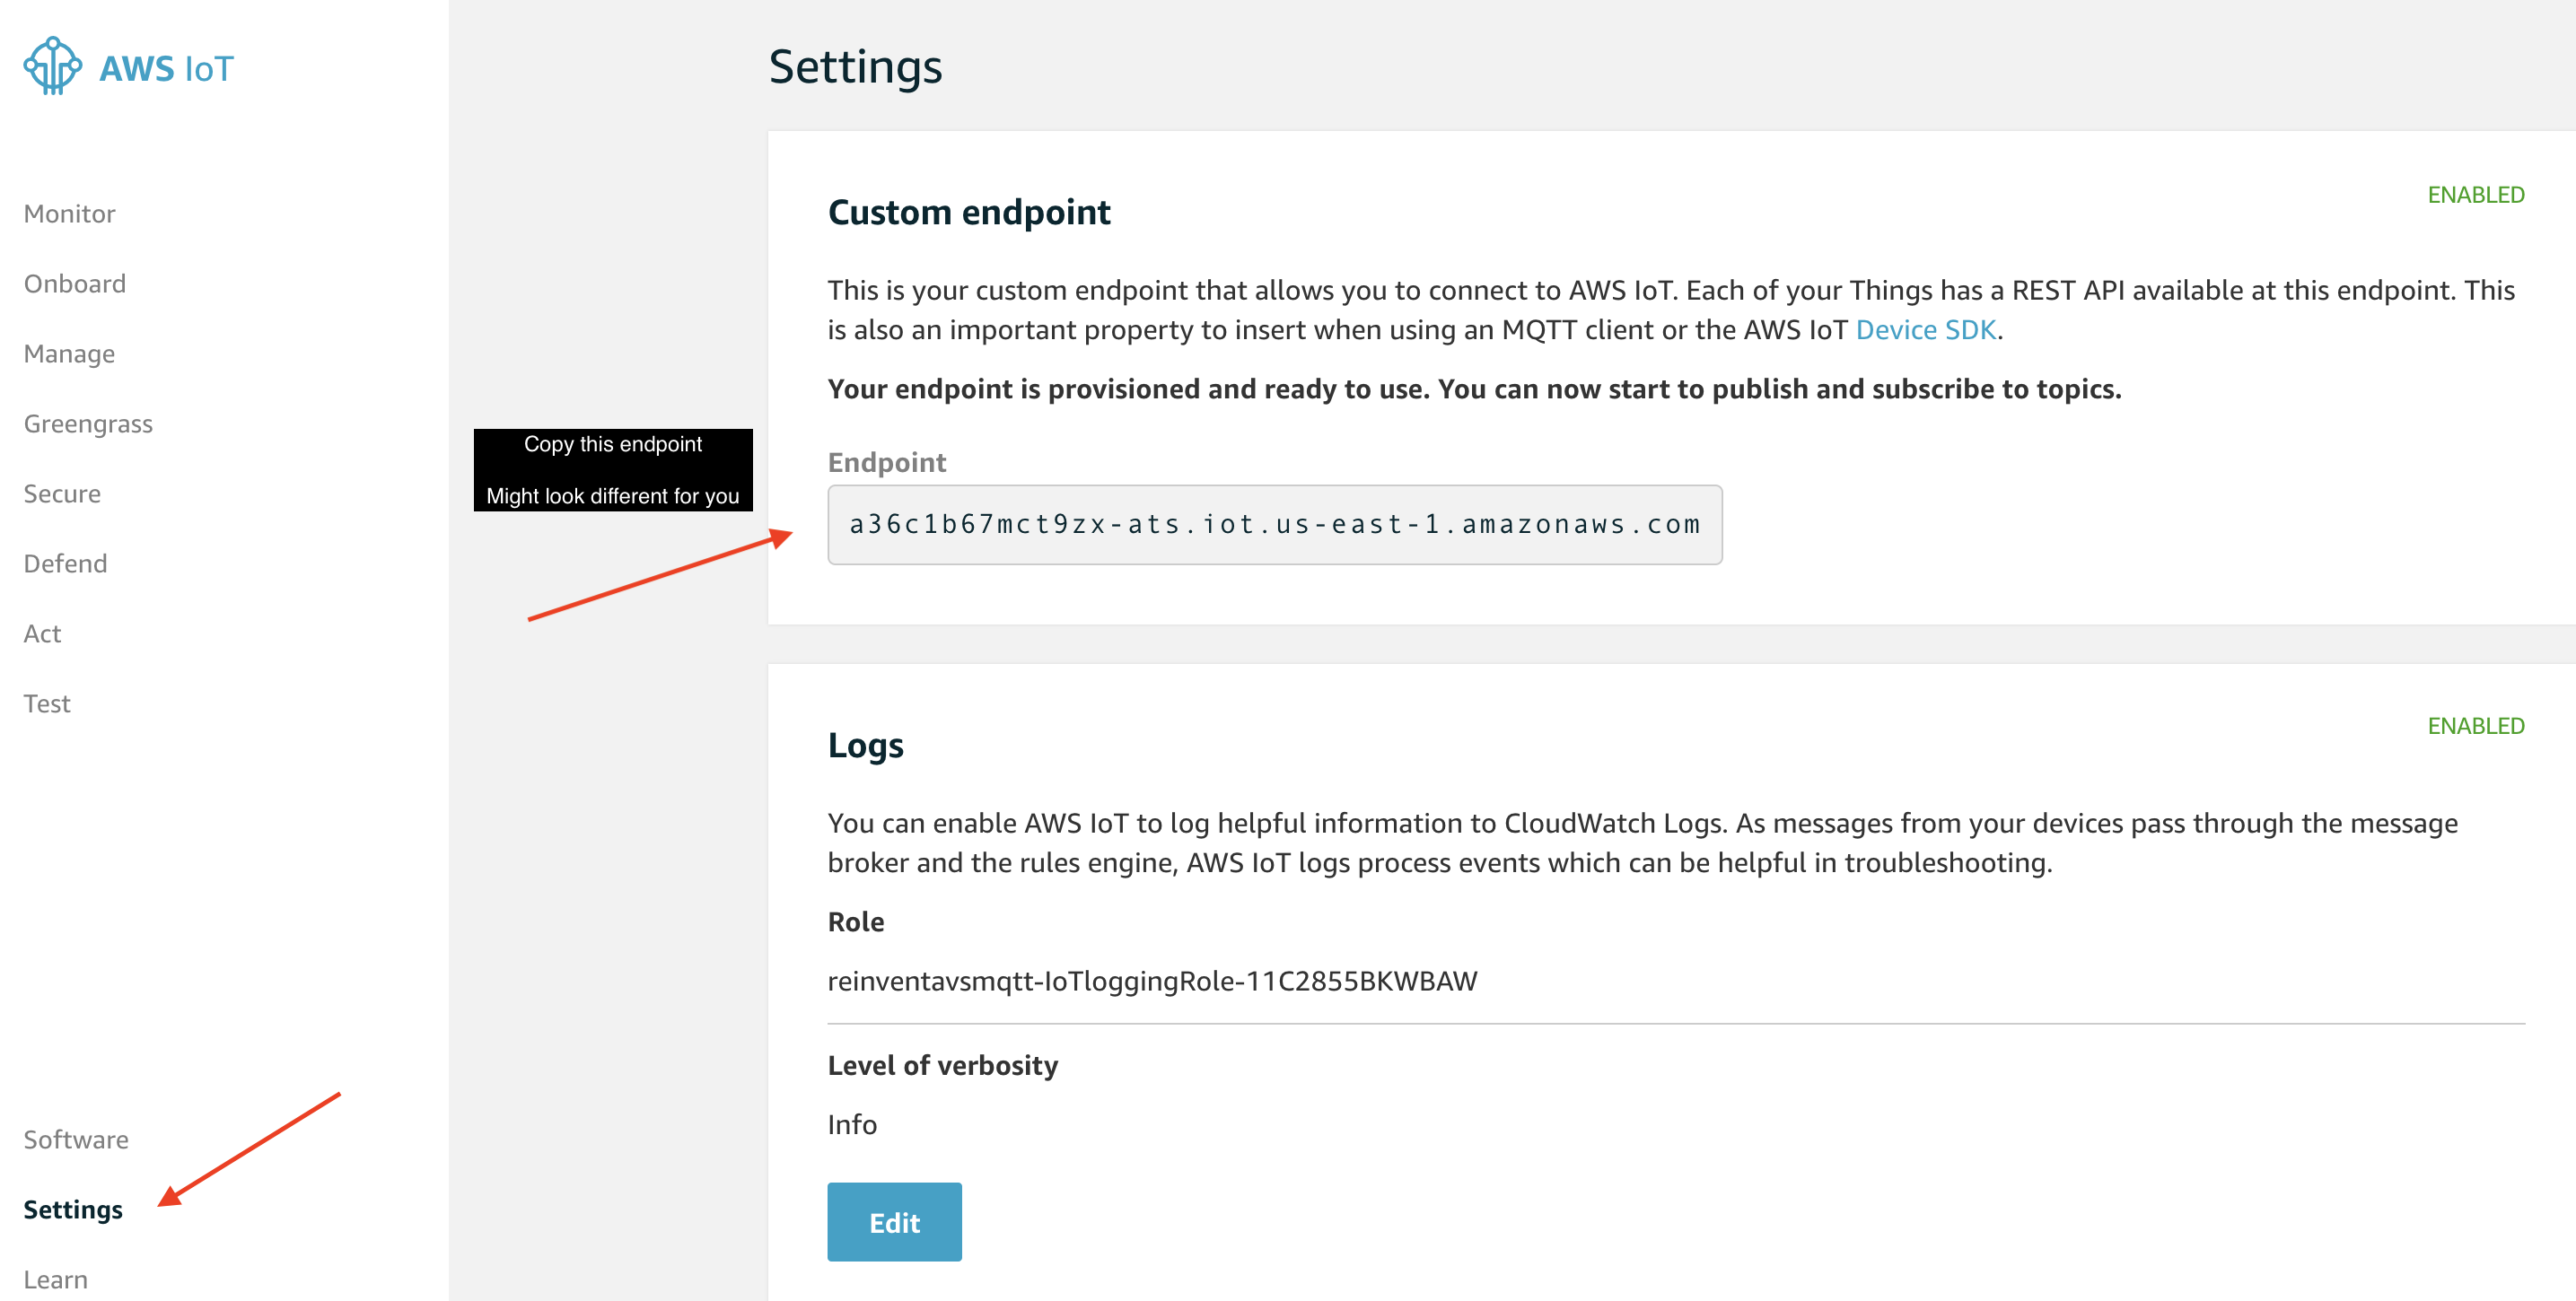 AWS IoT
Monitor
Onboard
Manage
Greengrass
Secure
Defend
Act
Test
Software
Settings
Learn
Settings
Custom endpoint
ENABLED
This is your custom endpoint that allows you to connect to AWS IoT. Each of your Things has a REST API available at this endpoint. This
is also an important property to insert when using an MQTT client or the AWS IoT Device SDK.
Your endpoint is provisioned and ready to use. You can now start to publish and subscribe to topics.
Copy this endpoint
Might look different for you
Endpoint
a36c1b67mct9zx-ats.iot.us-east-1.amazonaws.com
Logs
ENABLED
You can enable AWS IoT to log helpful information to CloudWatch Logs. As messages from your devices pass through the message
broker and the rules engine, AWS IoT logs process events which can be helpful in troubleshooting.
Role
reinventavsmqtt-IoTloggingRole-11C2855BKWBAW
Level of verbosity
Info
Edit